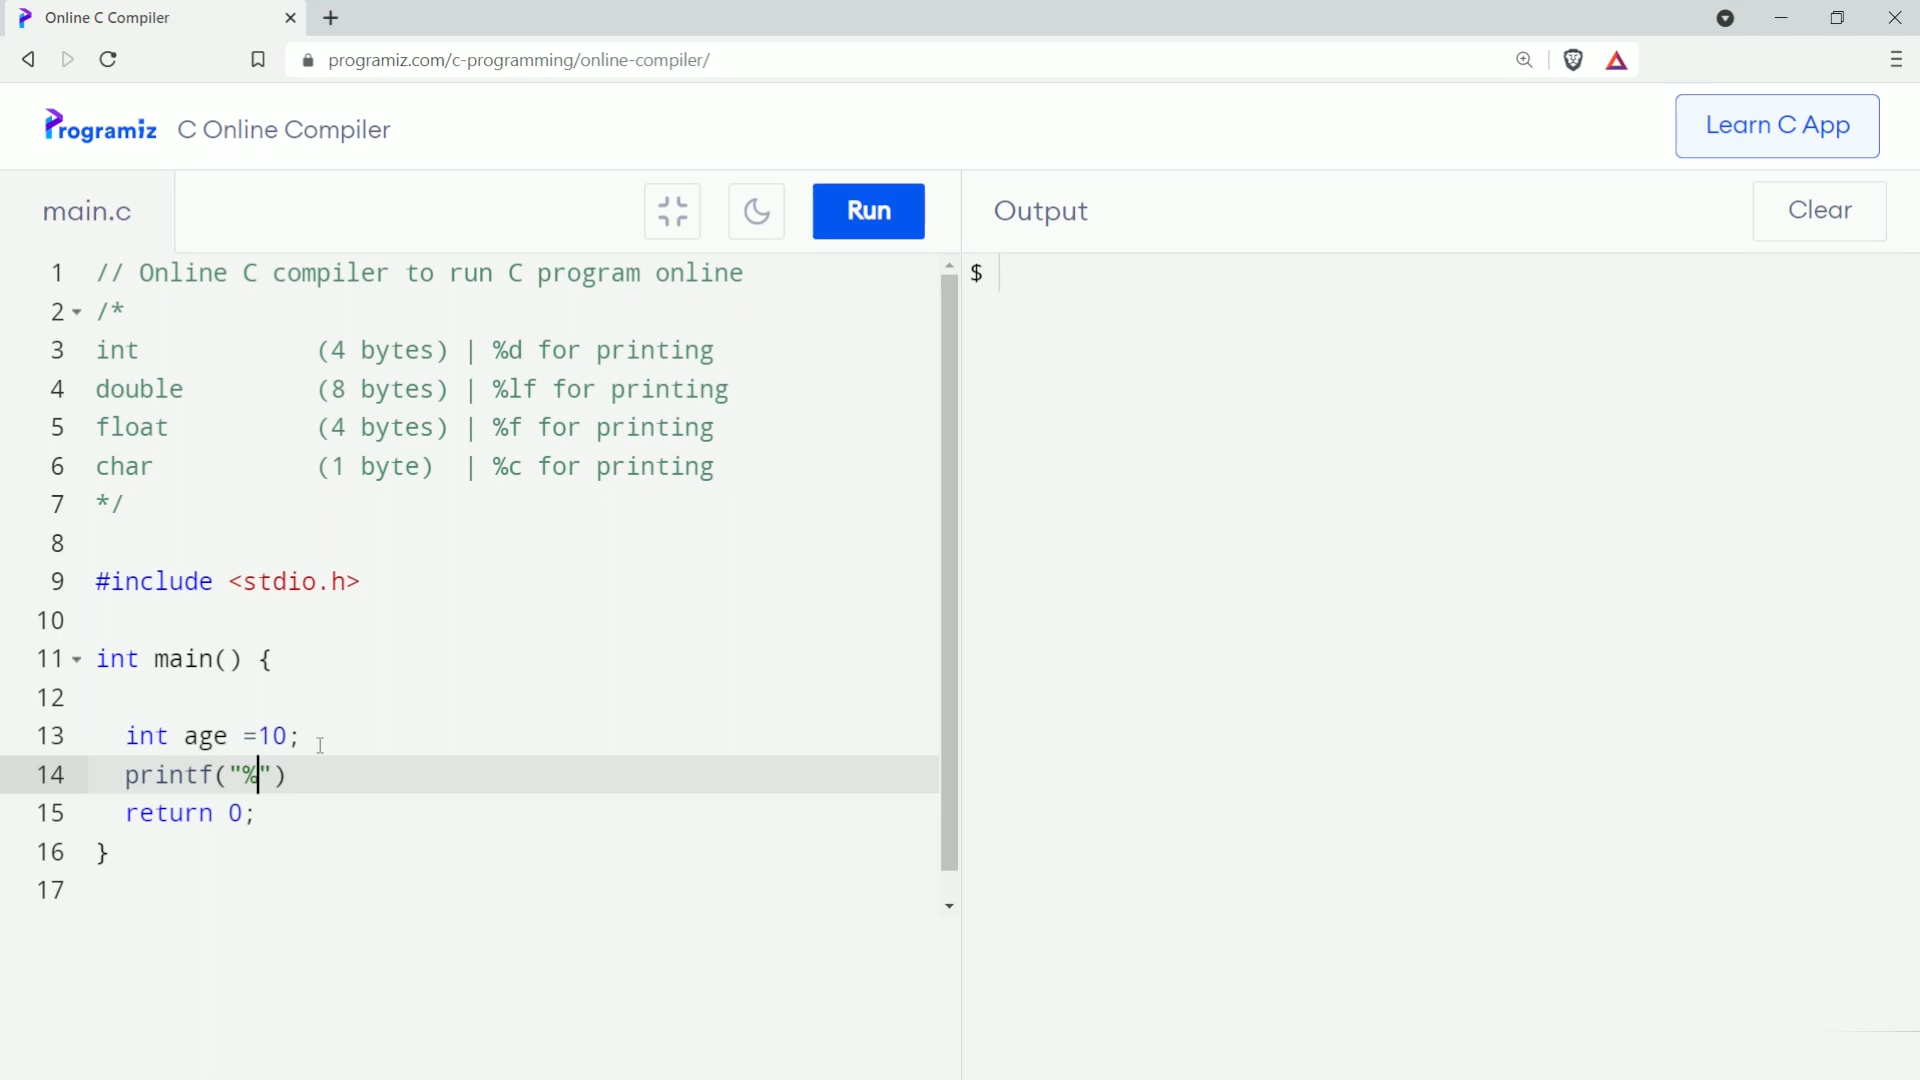 Online C Compiler
programiz.com/c-programming/online-compiler/
Programiz C Online Compiler
Learn C App
main.c
Run
Output
Clear
1 // Online C compiler to run C program online
2 /*
3 int (4 bytes) | %d for printing
4 double (8 bytes) | %lf for printing
5 float (4 bytes) | %f for printing
6 char (1 byte) | %c for printing
7 */
8
9 #include <stdio.h>
10
11 int main() {
12
13 int age =10;
14 printf("%")
15 return 0;
16 }
17
$